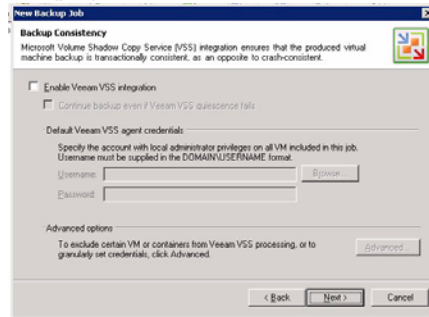 New Backup Job
Backup Consistency
Microsoft Volume Shadow Copy Service (VSS) integration ensures that the produced virtual
machine backup is transactionally consistent, as an opposite to crash-consistent.
Enable Veeam VSS integration
Continue backup even if Veeam VSS quiescence fails
Default Veeam VSS agent credentials
Specify the account with local administrator privileges on all VM included in this job.
Username must be supplied in the DOMAIN\USERNAME format.
Username:
Browse...
Password:
Advanced options
To exclude certain VM or containers from Veeam VSS processing, or to
granularly set credentials, click Advanced.
Advanced...
< Back
Next >
Cancel